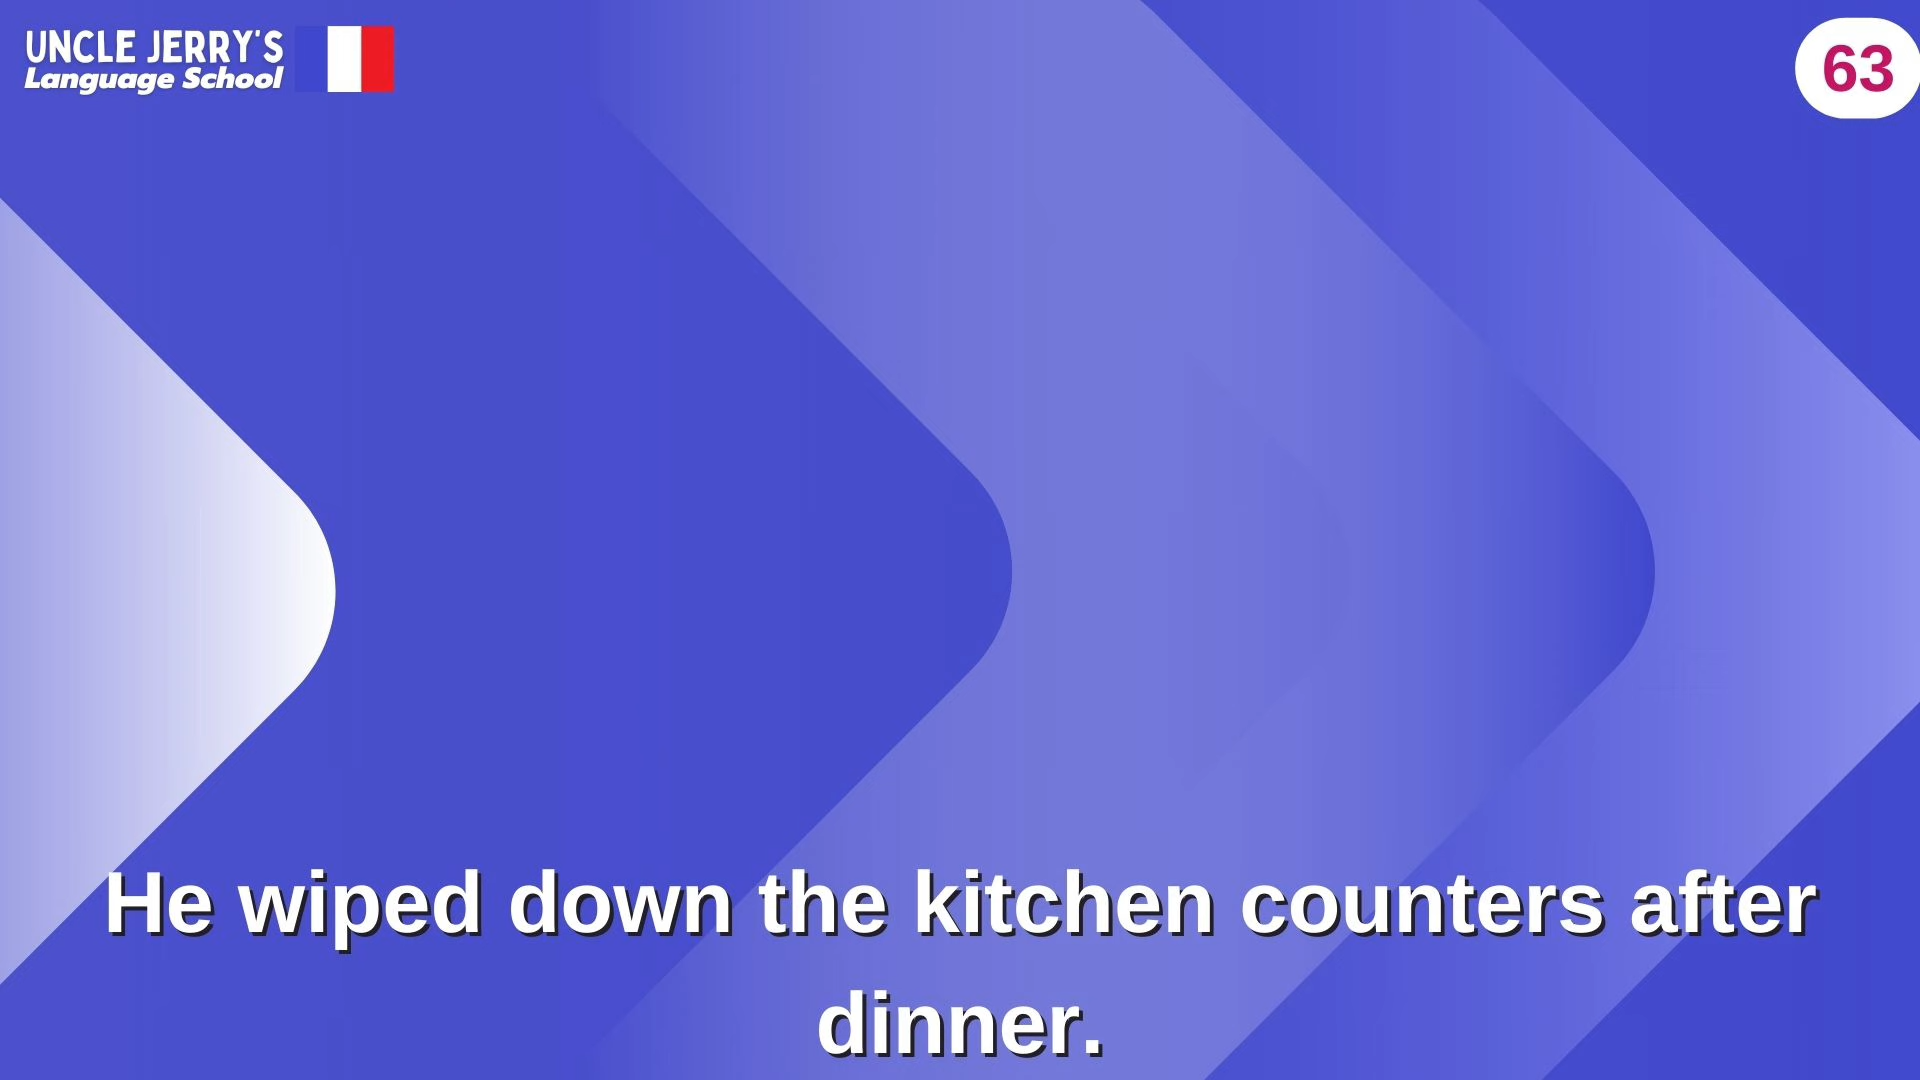 UNCLE JERRY'S
Language School
63
He wiped down the kitchen counters after
dinner.